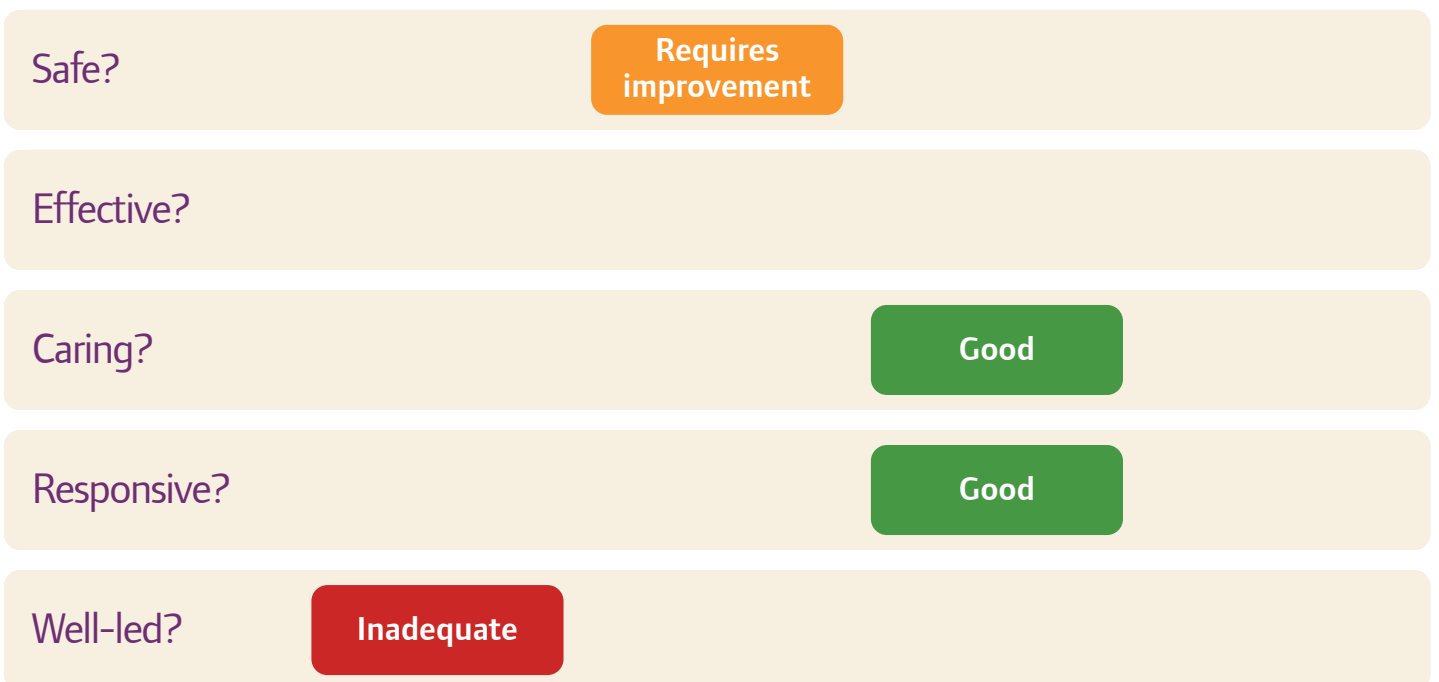 Safe?
Requires
improvement
Effective?
Caring?
Good
Responsive?
Good
Well-led?
Inadequate